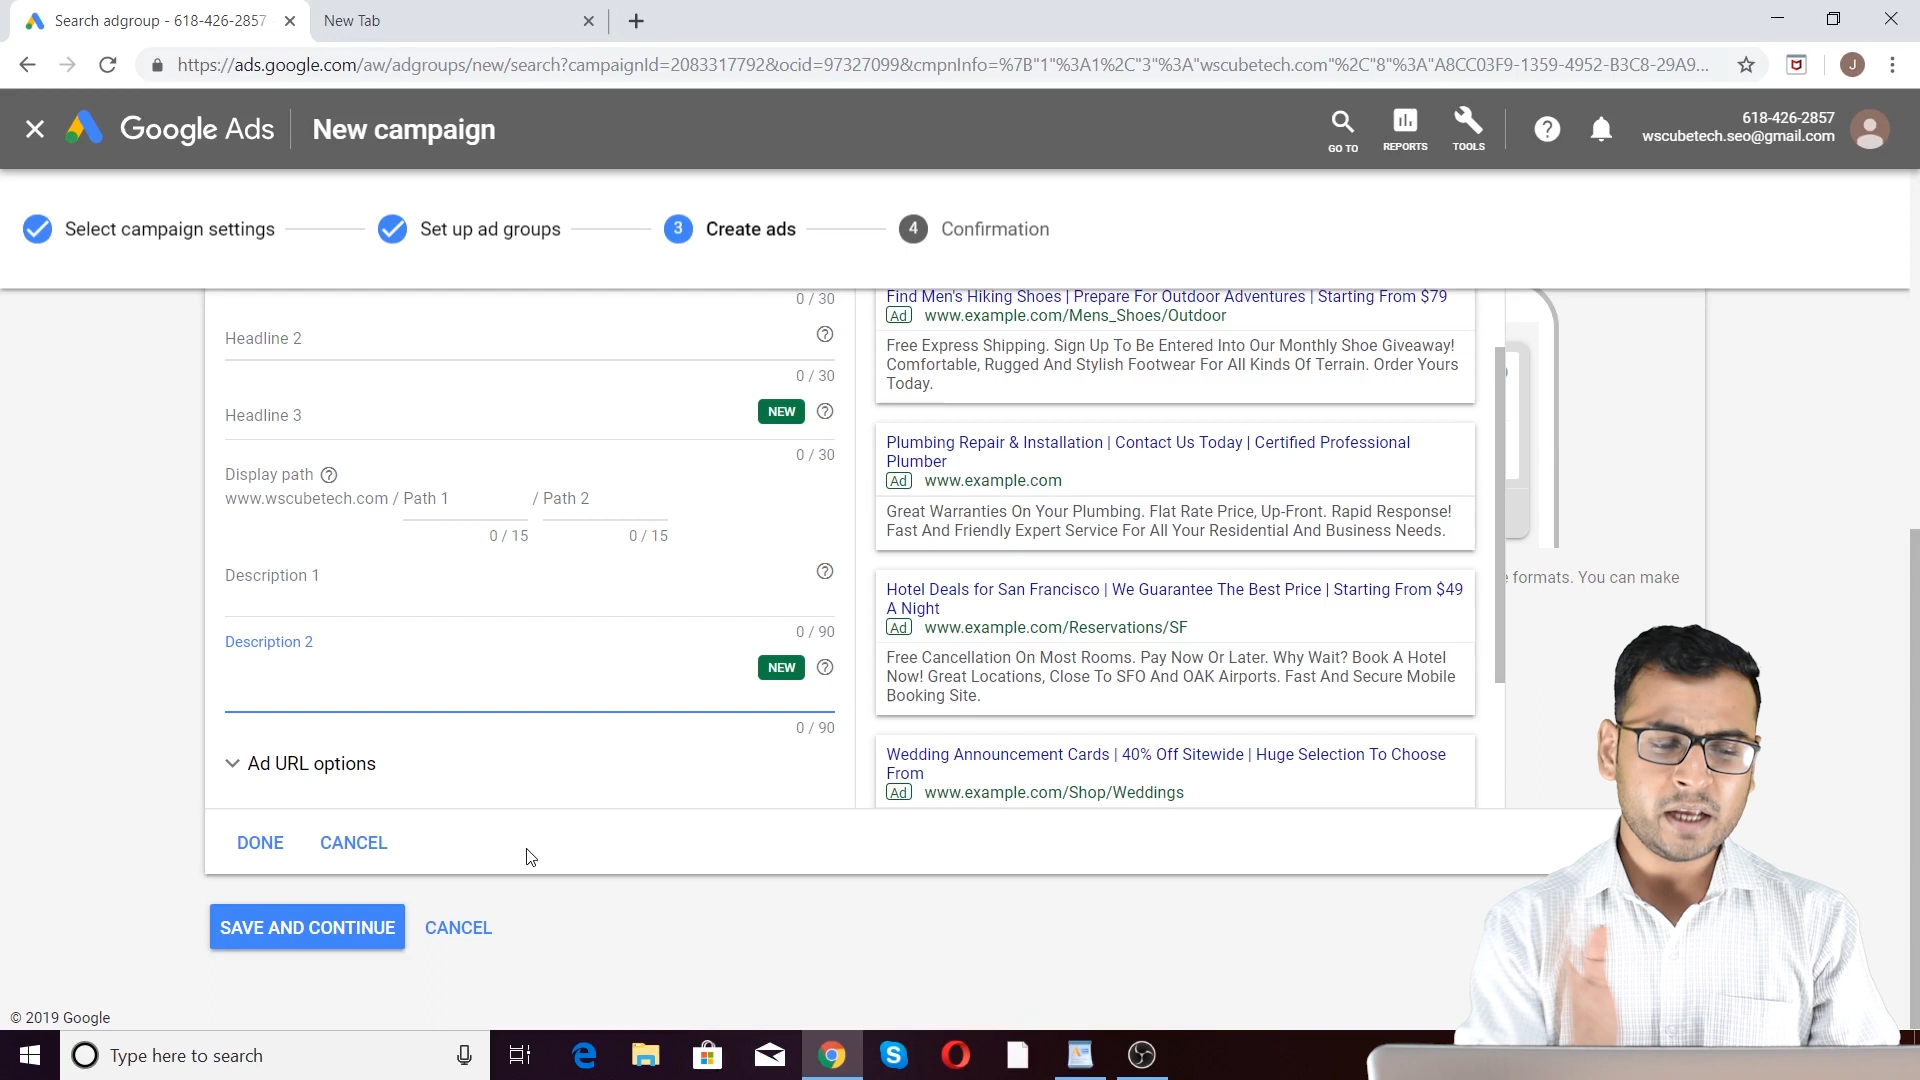 Search adgroup - 618-426-2857
New Tab
https://ads.google.com/aw/adgroups/new/search?campaignId=2083317792&ocid=97327099&cmpnInfo=%7B"1"%3A1%2C"3"%3A"wscubetech.com"%2C"8"%3A"A8CC03F9-1359-4952-B3C8-29A9...
J
Google Ads
New campaign
GO TO
REPORTS
TOOLS
618-426-2857
wscubetech.seo@gmail.com
Select campaign settings
Set up ad groups
3 Create ads
4 Confirmation
0 / 30
Headline 2
0 / 30
Headline 3
NEW
0 / 30
Display path
www.wscubetech.com / Path 1 / Path 2
0 / 15
0 / 15
Description 1
0 / 90
Description 2
NEW
0 / 90
Ad URL options
DONE
CANCEL
SAVE AND CONTINUE
CANCEL
Find Men's Hiking Shoes | Prepare For Outdoor Adventures | Starting From $79
Ad www.example.com/Mens_Shoes/Outdoor
Free Express Shipping. Sign Up To Be Entered Into Our Monthly Shoe Giveaway!
Comfortable, Rugged And Stylish Footwear For All Kinds Of Terrain. Order Yours
Today.
Plumbing Repair & Installation | Contact Us Today | Certified Professional
Plumber
Ad www.example.com
Great Warranties On Your Plumbing. Flat Rate Price, Up-Front. Rapid Response!
Fast And Friendly Expert Service For All Your Residential And Business Needs.
Hotel Deals for San Francisco | We Guarantee The Best Price | Starting From $49
A Night
Ad www.example.com/Reservations/SF
Free Cancellation On Most Rooms. Pay Now Or Later. Why Wait? Book A Hotel
Now! Great Locations, Close To SFO And OAK Airports. Fast And Secure Mobile
Booking Site.
Wedding Announcement Cards | 40% Off Sitewide | Huge Selection To Choose
From
Ad www.example.com/Shop/Weddings
formats. You can make
© 2019 Google
Type here to search